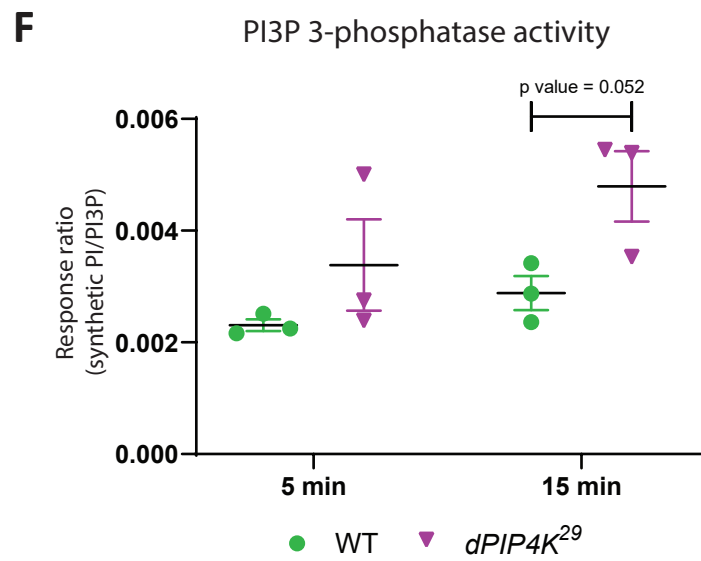 F
PI3P 3-phosphatase activity
p value = 0.052
Response ratio
(synthetic PI/PI3P)
0.006
0.004
0.002
0.000
5 min
15 min
WT
dPIP4K²⁹